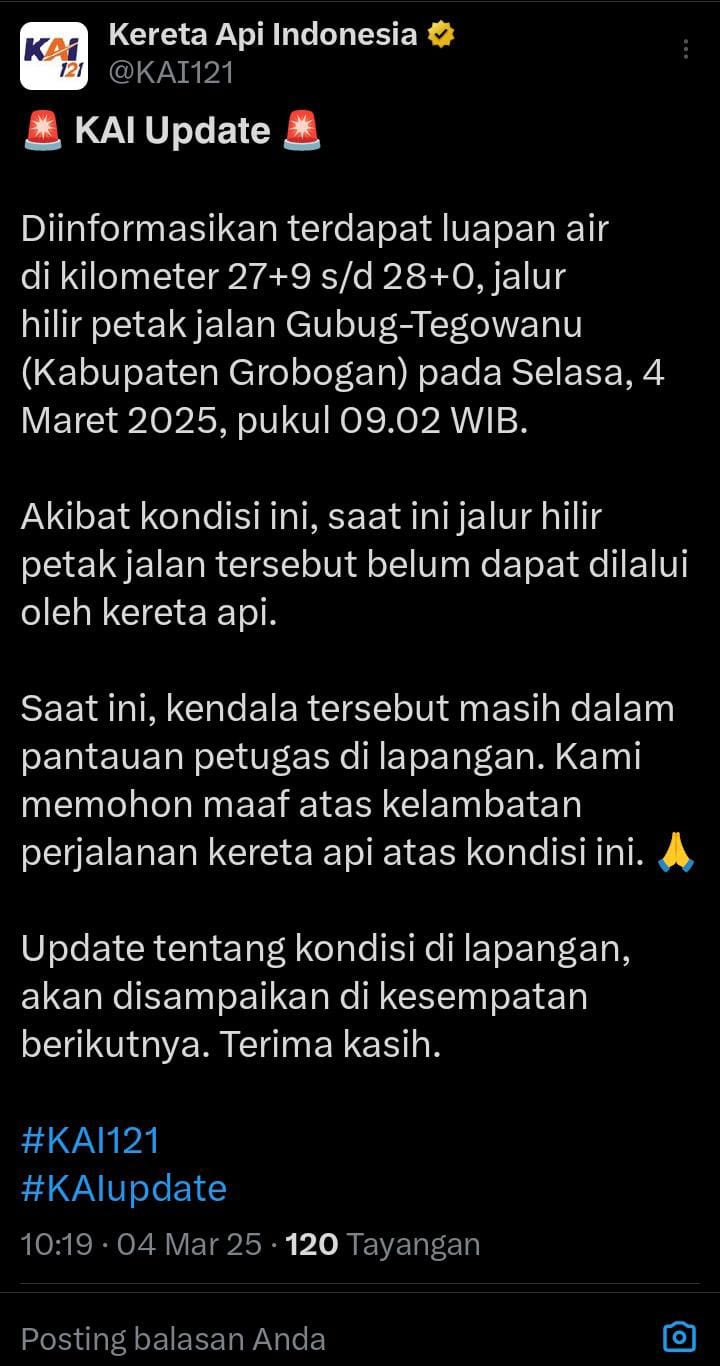 KAI
121
Kereta Api Indonesia
@KAI121
🚨 KAI Update 🚨
Diinformasikan terdapat luapan air
di kilometer 27+9 s/d 28+0, jalur
hilir petak jalan Gubug-Tegowanu
(Kabupaten Grobogan) pada Selasa, 4
Maret 2025, pukul 09.02 WIB.
Akibat kondisi ini, saat ini jalur hilir
petak jalan tersebut belum dapat dilalui
oleh kereta api.
Saat ini, kendala tersebut masih dalam
pantauan petugas di lapangan. Kami
memohon maaf atas kelambatan
perjalanan kereta api atas kondisi ini. 🙏
Update tentang kondisi di lapangan,
akan disampaikan di kesempatan
berikutnya. Terima kasih.
#KAI121
#KAIupdate
10:19 · 04 Mar 25 · 120 Tayangan
Posting balasan Anda